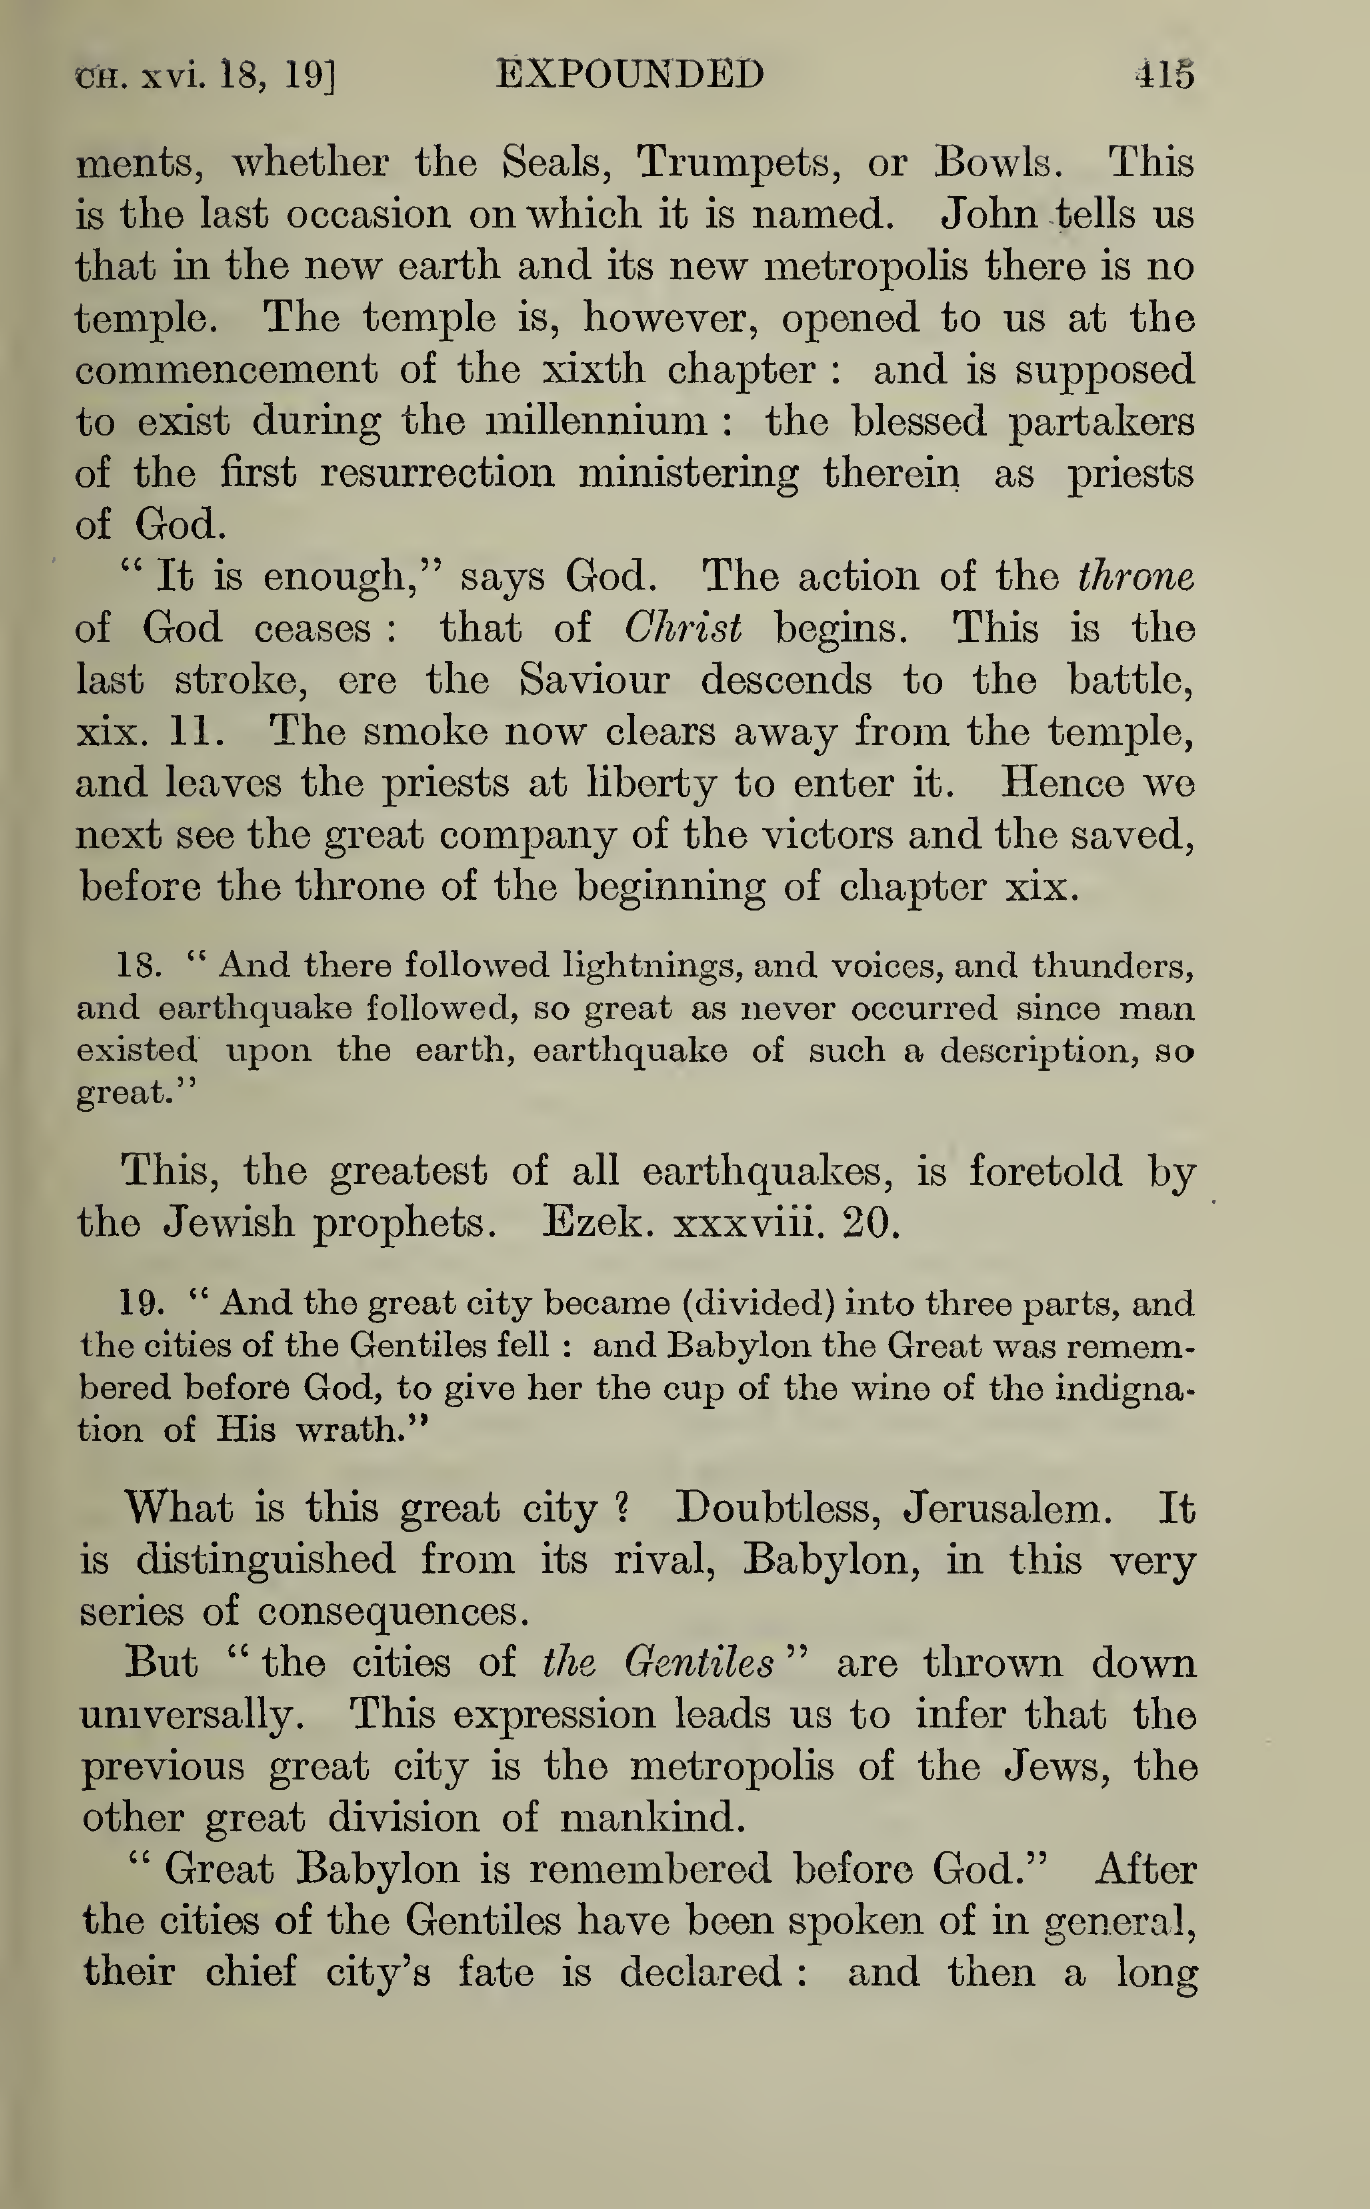 CH. xvi. 18, 19] EXPOUNDED 415
ments, whether the Seals, Trumpets, or Bowls. This
is the last occasion on which it is named. John tells us
that in the new earth and its new metropolis there is no
temple. The temple is, however, opened to us at the
commencement of the xixth chapter : and is supposed
to exist during the millennium : the blessed partakers
of the first resurrection ministering therein as priests
of God.
“ It is enough,” says God. The action of the throne
of God ceases : that of Christ begins. This is the
last stroke, ere the Saviour descends to the battle,
xix. 11. The smoke now clears away from the temple,
and leaves the priests at liberty to enter it. Hence we
next see the great company of the victors and the saved,
before the throne of the beginning of chapter xix.
18. “ And there followed lightnings, and voices, and thunders,
and earthquake followed, so great as never occurred since man
existed upon the earth, earthquake of such a description, so
great.”
This, the greatest of all earthquakes, is foretold by
the Jewish prophets. Ezek. xxxviii. 20.
19. “ And the great city became (divided) into three parts, and
the cities of the Gentiles fell : and Babylon the Great was remem-
bered before God, to give her the cup of the wine of the indigna-
tion of His wrath.”
What is this great city ? Doubtless, Jerusalem. It
is distinguished from its rival, Babylon, in this very
series of consequences.
But “ the cities of the Gentiles ” are thrown down
universally. This expression leads us to infer that the
previous great city is the metropolis of the Jews, the
other great division of mankind.
“ Great Babylon is remembered before God.” After
the cities of the Gentiles have been spoken of in general,
their chief city’s fate is declared : and then a long